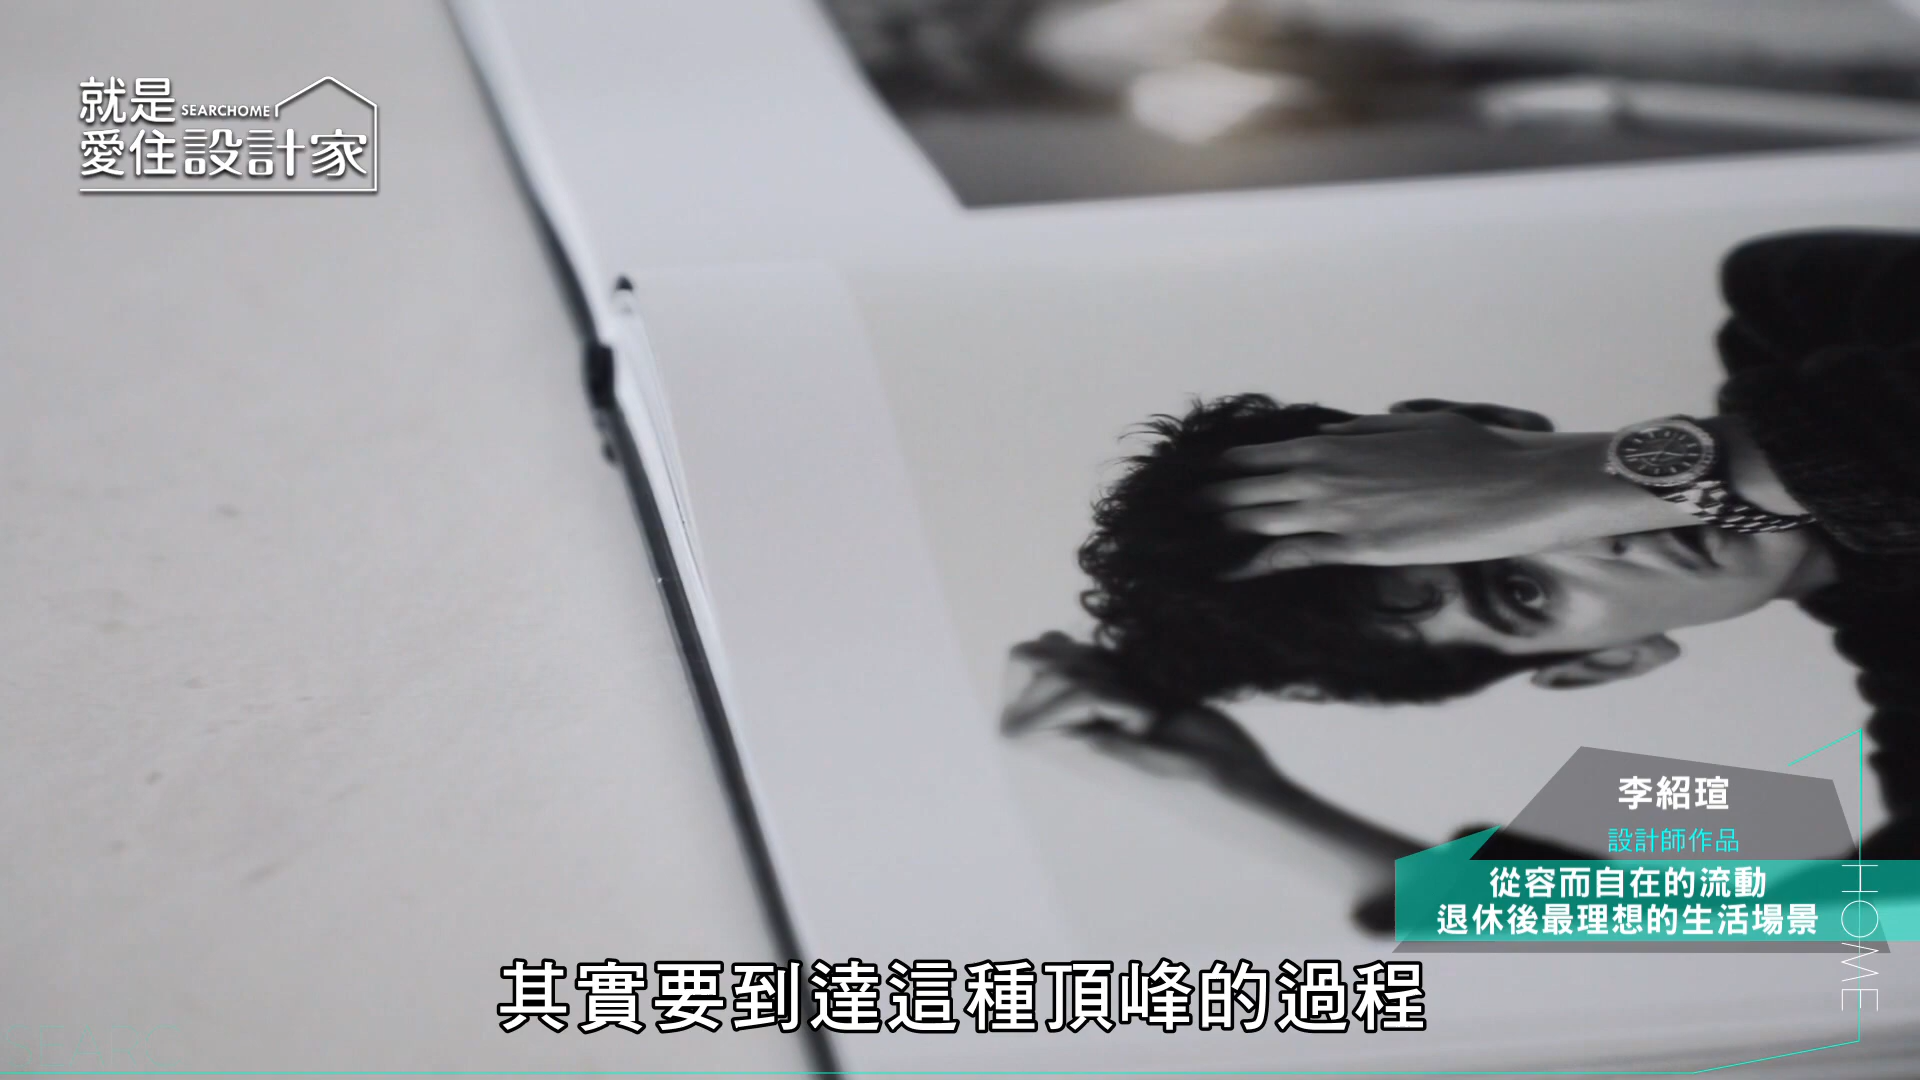 就是 SEARCHOME
愛住設計家
李紹瑄
設計師作品
從容而自在的流動
退休後最理想的生活場景
HOME
其實要到達這種頂峰的過程